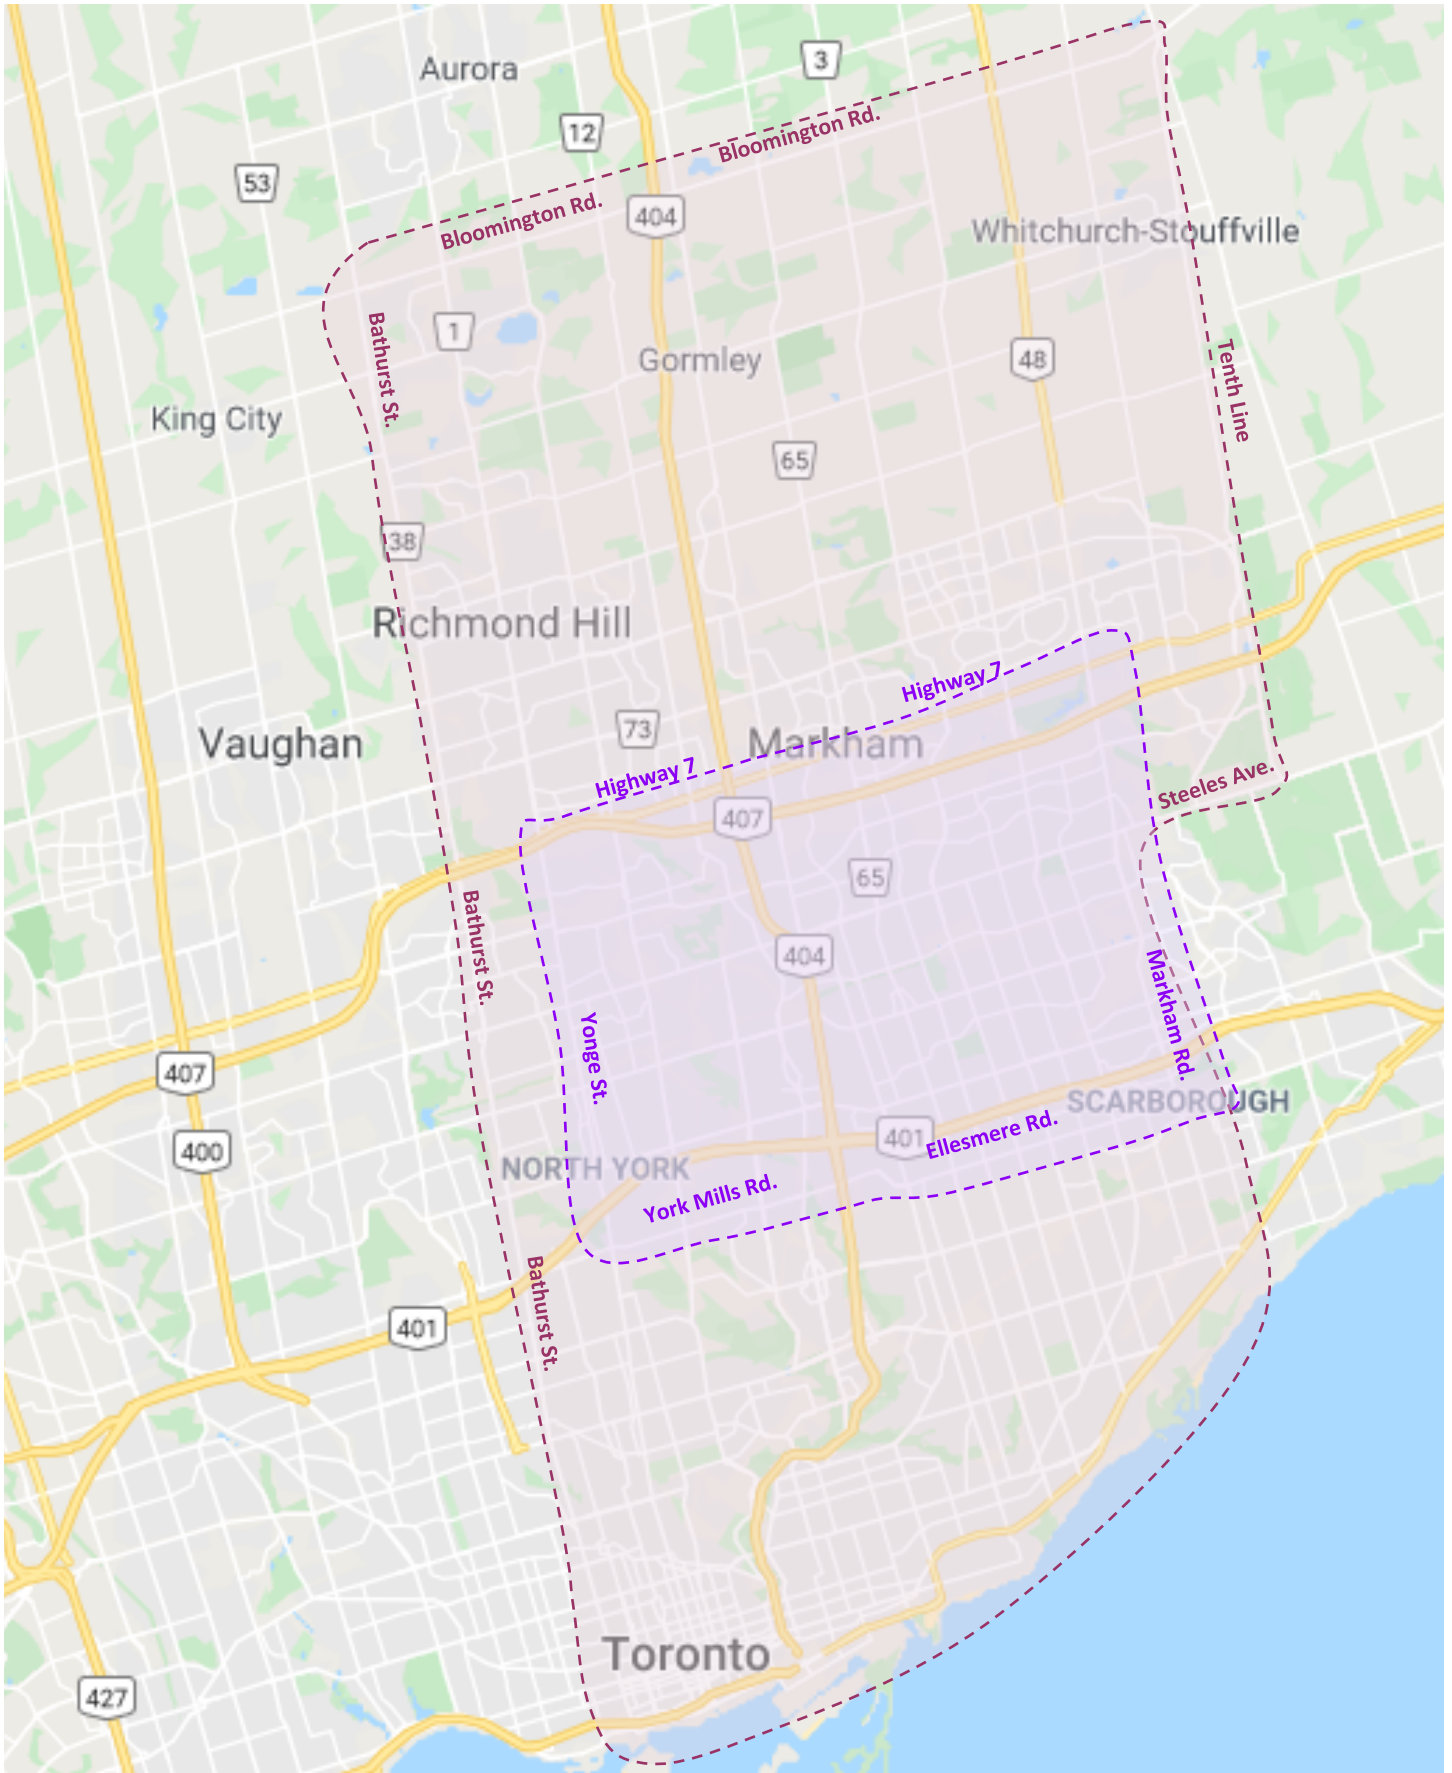 Aurora
3
12
Bloomington Rd.
53
Bloomington Rd.
404
Whitchurch-Stouffville
Bathurst St.
1
Gormley
48
Tenth Line
King City
65
38
Richmond Hill
Highway 7
73
Vaughan
Markham
Highway 7
Steeles Ave.
407
65
Bathurst St.
404
Markham Rd.
Yonge St.
407
SCARBOROUGH
401
Ellesmere Rd.
400
NORTH YORK
York Mills Rd.
Bathurst St.
401
Toronto
427